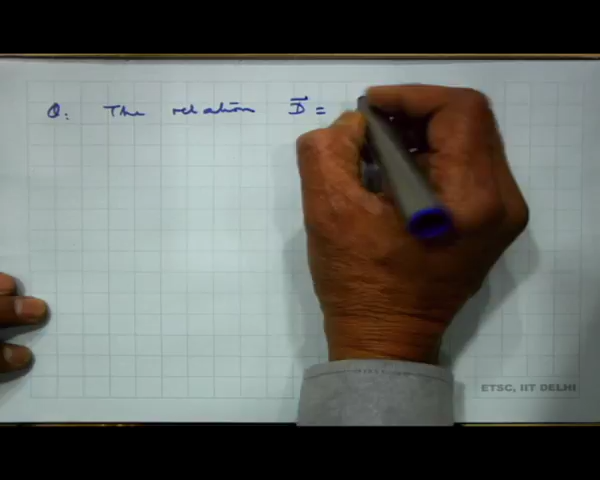 Q: The relation D⃗ =
ETSC, IIT DELHI